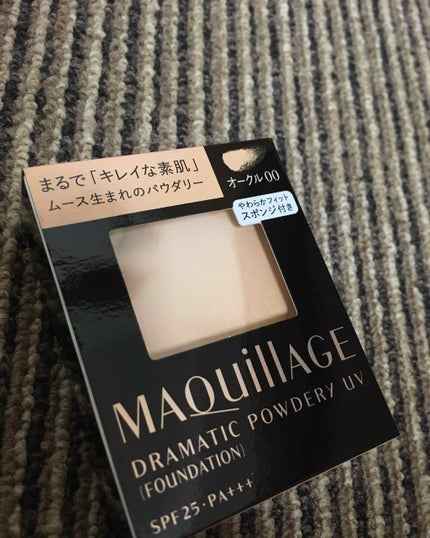 まるで「キレイな素肌」
ムース生まれのパウダリー
オークル00
やわらかフィット
スポンジ付き
MAQuillAGE
DRAMATIC POWDERY UV
(FOUNDATION)
SPF25・PA+++